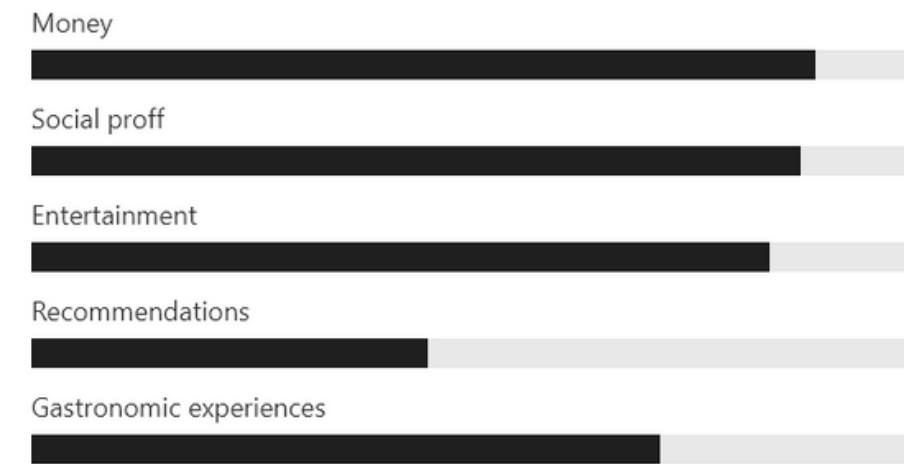 Money
Social proff
Entertainment
Recommendations
Gastronomic experiences